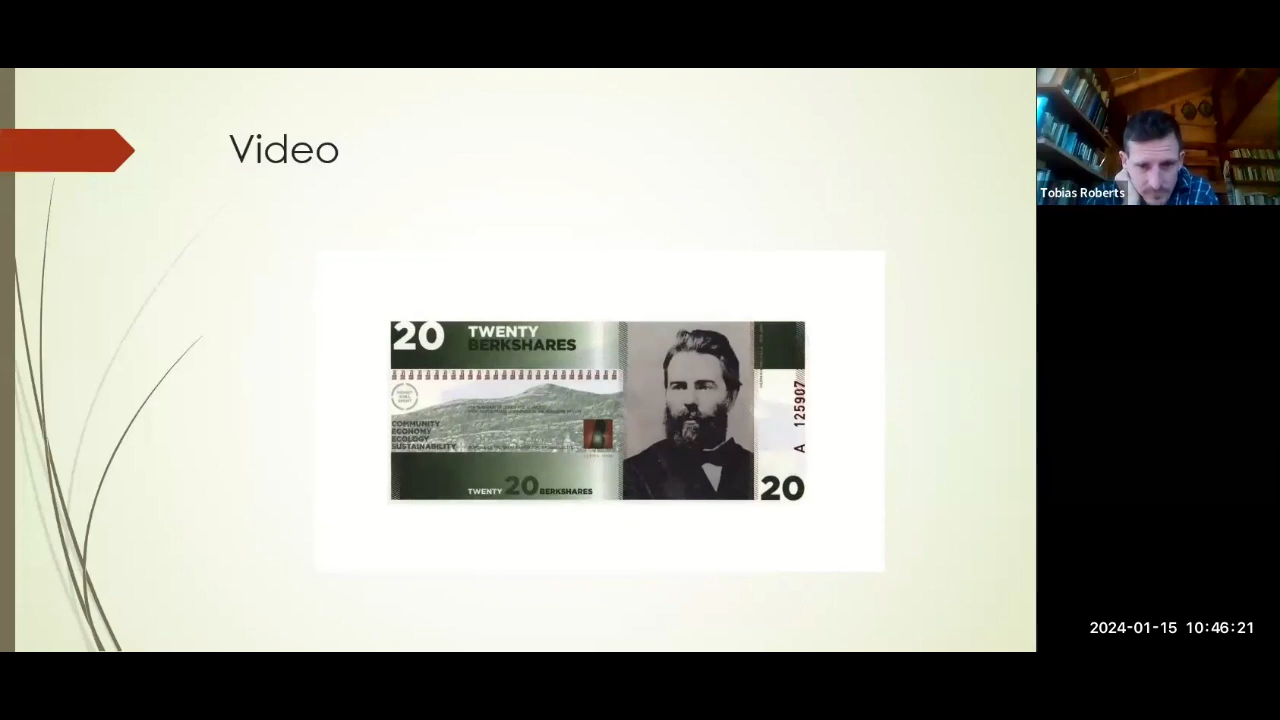 Video
Tobias Roberts
20
TWENTY
BERKSHARES
COMMUNITY
ECONOMY
ECOLOGY
SUSTAINABILITY
TWENTY 20 BERKSHARES
A 125907
20
2024-01-15 10:46:21